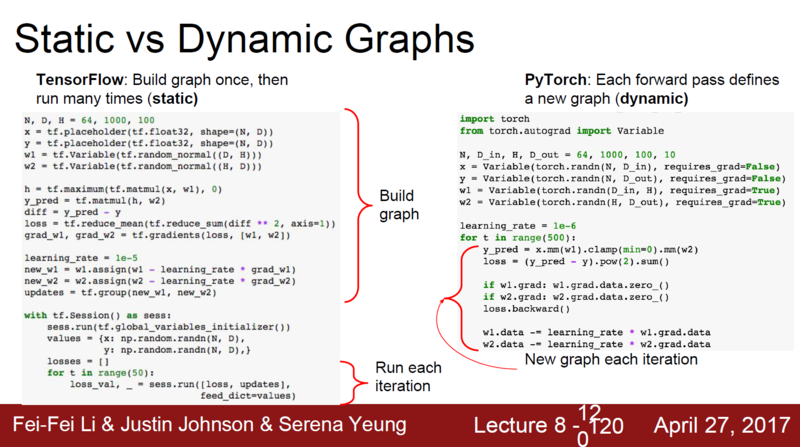 Static vs Dynamic Graphs
TensorFlow: Build graph once, then
run many times (static)
N, D, H = 64, 1000, 100
x = tf.placeholder(tf.float32, shape=(N, D))
y = tf.placeholder(tf.float32, shape=(N, D))
w1 = tf.Variable(tf.random_normal((D, H)))
w2 = tf.Variable(tf.random_normal((H, D)))
h = tf.maximum(tf.matmul(x, w1), 0)
y_pred = tf.matmul(h, w2)
diff = y_pred - y
loss = tf.reduce_mean(tf.reduce_sum(diff ** 2, axis=1))
grad_w1, grad_w2 = tf.gradients(loss, [w1, w2])
learning_rate = 1e-5
new_w1 = w1.assign(w1 - learning_rate * grad_w1)
new_w2 = w2.assign(w2 - learning_rate * grad_w2)
updates = tf.group(new_w1, new_w2)
with tf.Session() as sess:
sess.run(tf.global_variables_initializer())
values = {x: np.random.randn(N, D),
y: np.random.randn(N, D),}
losses = []
for t in range(50):
loss_val, _ = sess.run([loss, updates],
feed_dict=values)
Build
graph
Run each
iteration
PyTorch: Each forward pass defines
a new graph (dynamic)
import torch
from torch.autograd import Variable
N, D_in, H, D_out = 64, 1000, 100, 10
x = Variable(torch.randn(N, D_in), requires_grad=False)
y = Variable(torch.randn(N, D_out), requires_grad=False)
w1 = Variable(torch.randn(D_in, H), requires_grad=True)
w2 = Variable(torch.randn(H, D_out), requires_grad=True)
learning_rate = 1e-6
for t in range(500):
y_pred = x.mm(w1).clamp(min=0).mm(w2)
loss = (y_pred - y).pow(2).sum()
if w1.grad: w1.grad.data.zero_()
if w2.grad: w2.grad.data.zero_()
loss.backward()
w1.data -= learning_rate * w1.grad.data
w2.data -= learning_rate * w2.grad.data
New graph each iteration
Fei-Fei Li & Justin Johnson & Serena Yeung
Lecture 8 - 120
12
0
April 27, 2017